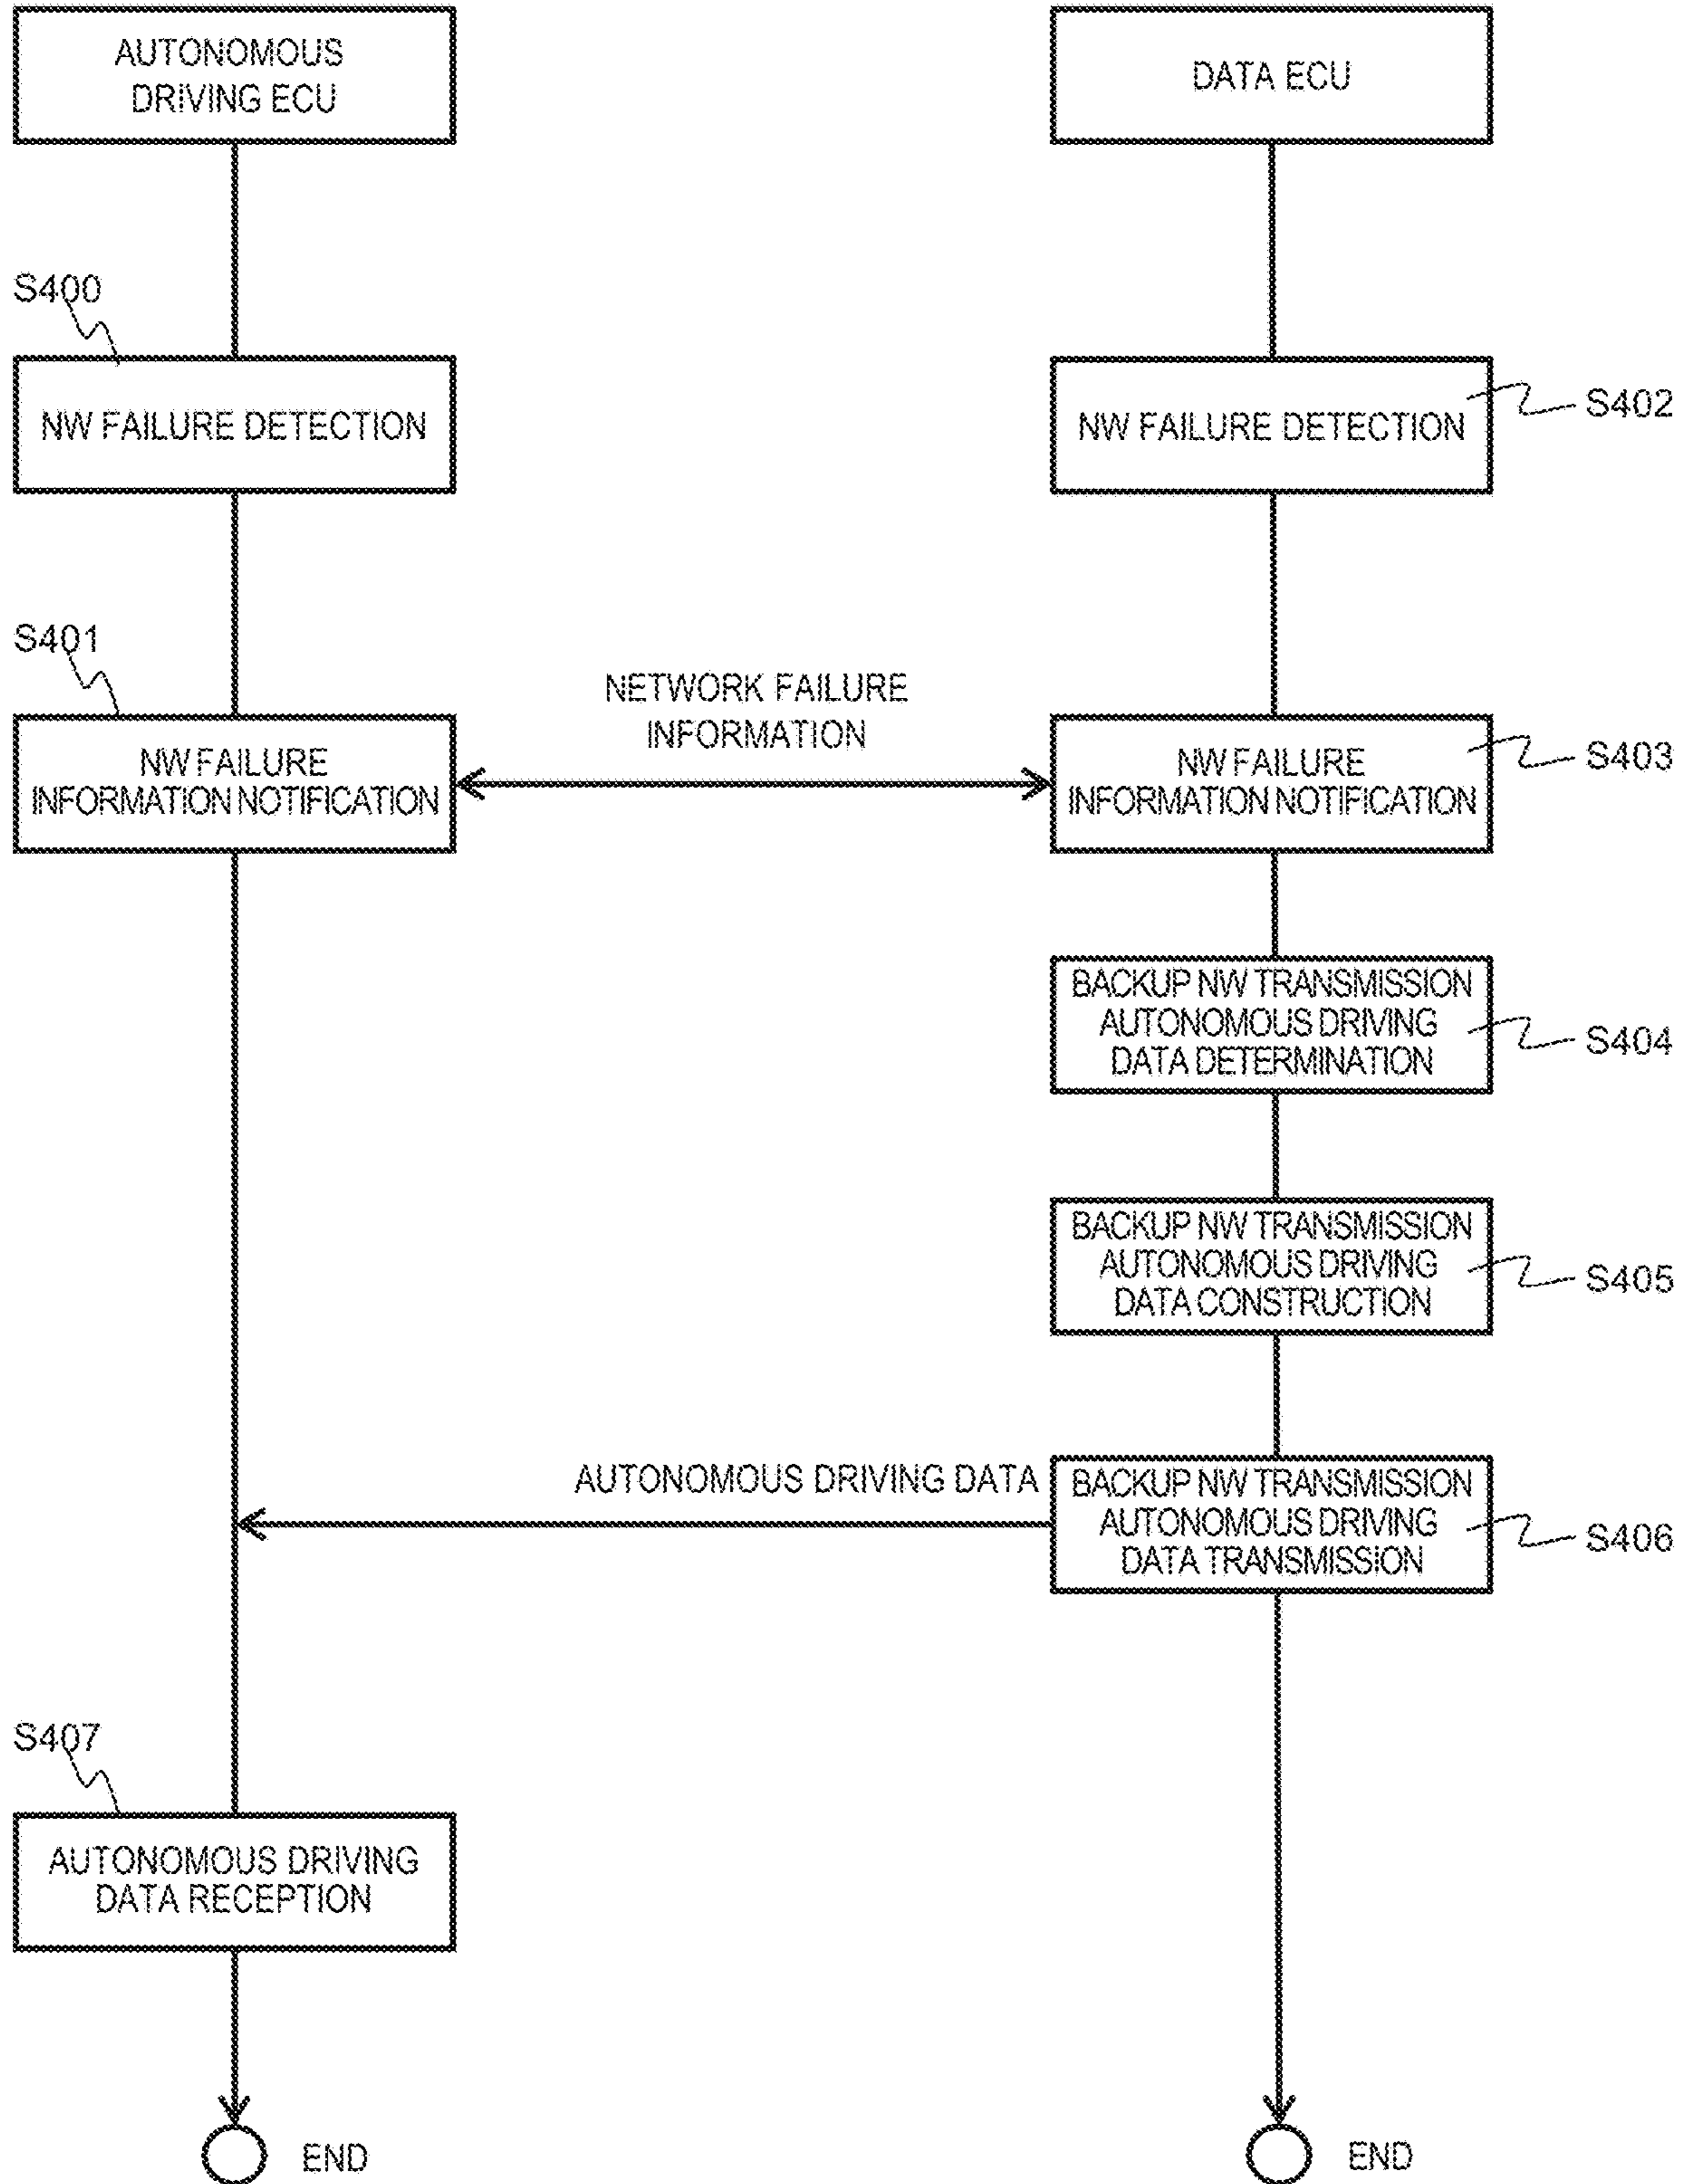 AUTONOMOUS
DRIVING ECU
DATA ECU
S400
NW FAILURE DETECTION
NW FAILURE DETECTION
S402
S401
NETWORK FAILURE
INFORMATION
NW FAILURE
INFORMATION NOTIFICATION
NW FAILURE
INFORMATION NOTIFICATION
S403
BACKUP NW TRANSMISSION
AUTONOMOUS DRIVING
DATA DETERMINATION
S404
BACKUP NW TRANSMISSION
AUTONOMOUS DRIVING
DATA CONSTRUCTION
S405
AUTONOMOUS DRIVING DATA
BACKUP NW TRANSMISSION
AUTONOMOUS DRIVING
DATA TRANSMISSION
S406
S407
AUTONOMOUS DRIVING
DATA RECEPTION
END
END